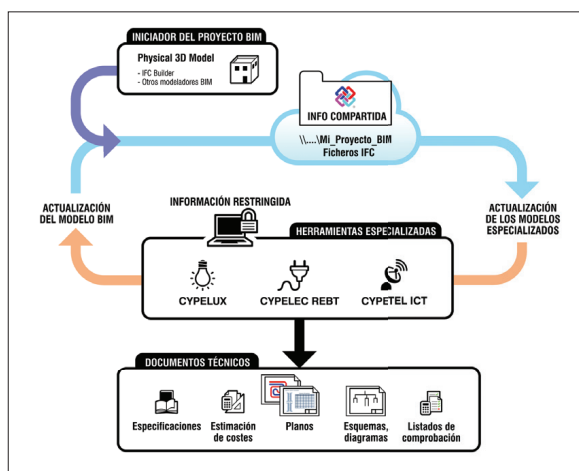 INICIADOR DEL PROYECTO BIM
Physical 3D Model
- IFC Builder
- Otros modeladores BIM
INFO COMPARTIDA
\\....\Mi_Proyecto_BIM
Ficheros IFC
ACTUALIZACIÓN
DEL MODELO BIM
INFORMACIÓN RESTRINGIDA
ACTUALIZACIÓN
DE LOS MODELOS
ESPECIALIZADOS
HERRAMIENTAS ESPECIALIZADAS
CYPELUX
CYPELEC REBT
CYPETEL ICT
DOCUMENTOS TÉCNICOS
Especificaciones
Estimación
de costes
Planos
Esquemas,
diagramas
Listados de
comprobación